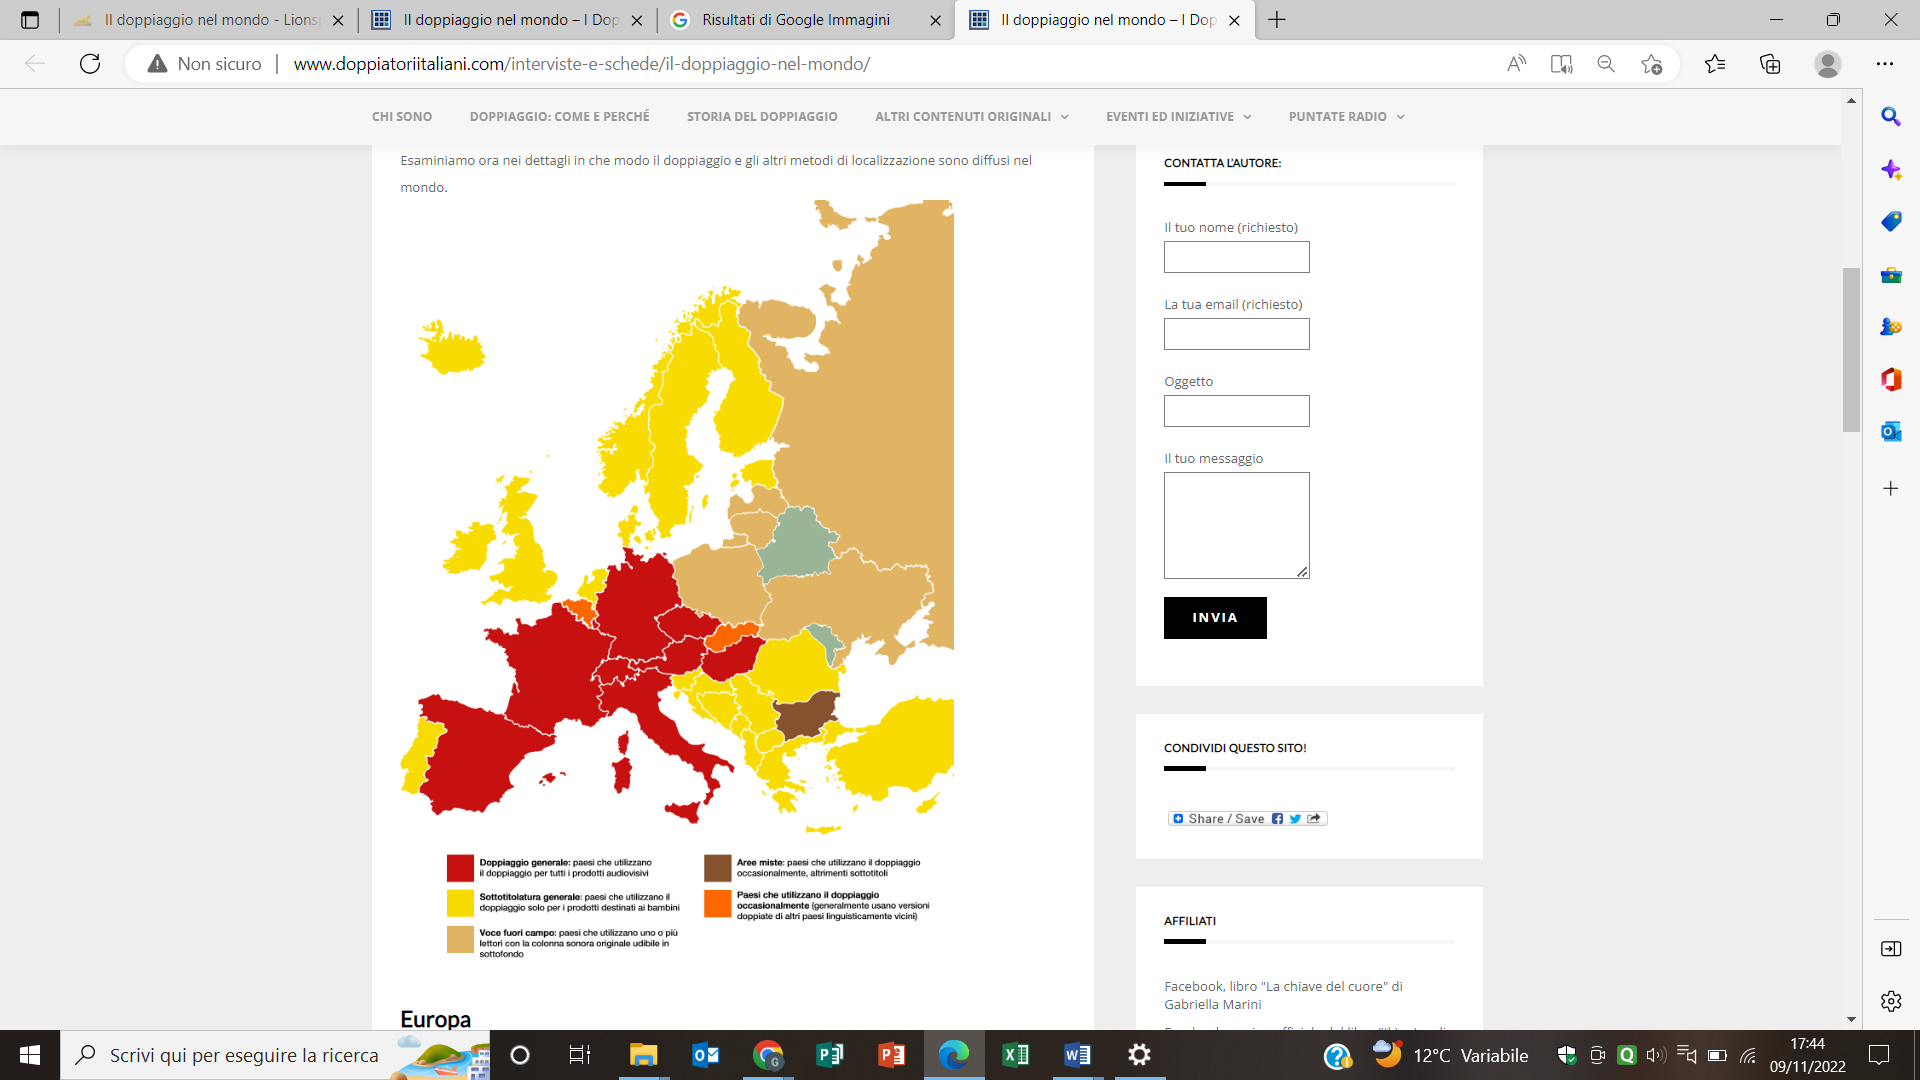 Il doppiaggio nel mondo - Lions
Il doppiaggio nel mondo – I Dop
Risultati di Google Immagini
Il doppiaggio nel mondo – I Dop
Non sicuro
www.doppiatoriitaliani.com/interviste-e-schede/il-doppiaggio-nel-mondo/
CHI SONO
DOPPIAGGIO: COME E PERCHÉ
STORIA DEL DOPPIAGGIO
ALTRI CONTENUTI ORIGINALI
EVENTI ED INIZIATIVE
PUNTATE RADIO
Esaminiamo ora nei dettagli in che modo il doppiaggio e gli altri metodi di localizzazione sono diffusi nel
mondo.
Doppiaggio generale: paesi che utilizzano
il doppiaggio per tutti i prodotti audiovisivi
Sottotitolatura generale: paesi che utilizzano il
doppiaggio solo per i prodotti destinati ai bambini
Voce fuori campo: paesi che utilizzano uno o più
lettori con la colonna sonora originale udibile in
sottofondo
Aree miste: paesi che utilizzano il doppiaggio
occasionalmente, altrimenti sottotitoli
Paesi che utilizzano il doppiaggio
occasionalmente (generalmente usano versioni
doppiate di altri paesi linguisticamente vicini)
Europa
CONTATTA L'AUTORE:
Il tuo nome (richiesto)
La tua email (richiesto)
Oggetto
Il tuo messaggio
INVIA
CONDIVIDI QUESTO SITO!
Share / Save
AFFILIATI
Facebook, libro "La chiave del cuore" di
Gabriella Marini
Scrivi qui per eseguire la ricerca
12°C Variabile
17:44
09/11/2022